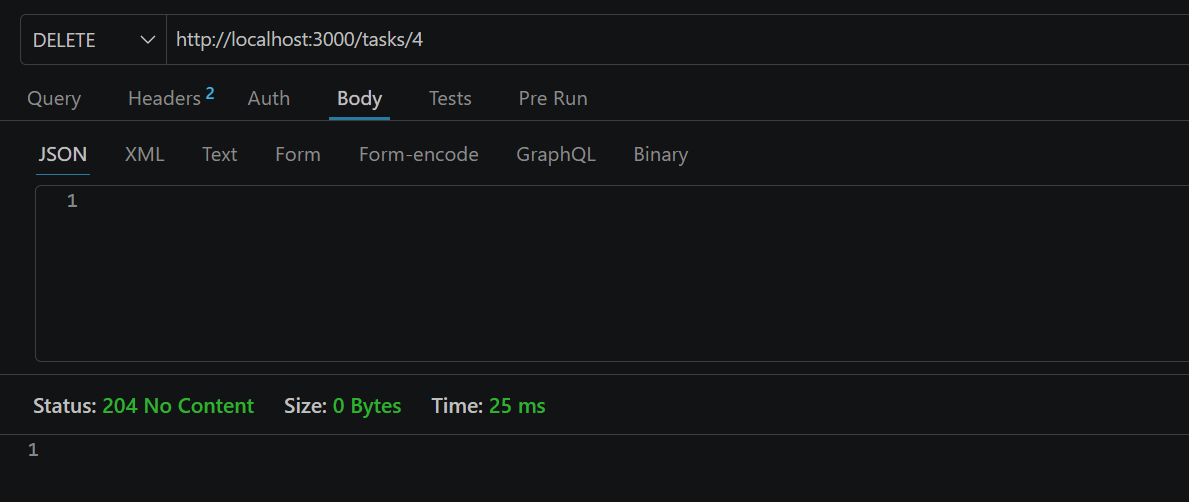 DELETE http://localhost:3000/tasks/4
Query Headers 2 Auth Body Tests Pre Run
JSON XML Text Form Form-encode GraphQL Binary
1
Status: 204 No Content Size: 0 Bytes Time: 25 ms
1